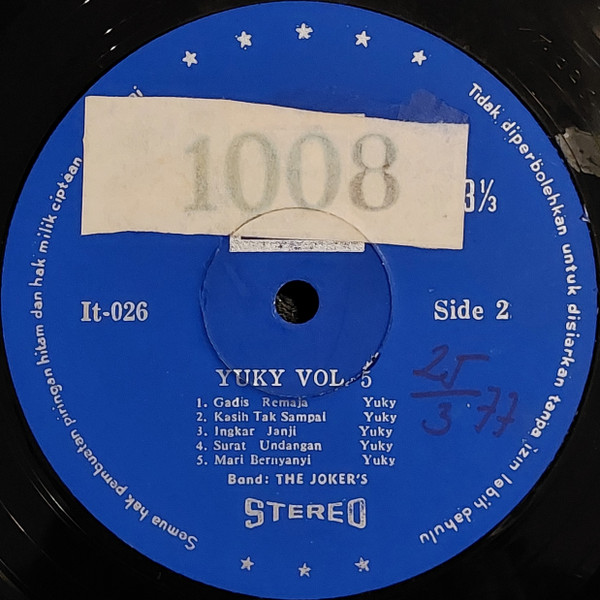 1008
3⅓
It-026
Side 2
YUKY VOL. 5
1. Gadis Remaja Yuky
2. Kasih Tak Sampai Yuky
3. Ingkar Janji Yuky
4. Surat Undangan Yuky
5. Mari Bernyanyi Yuky
Band: THE JOKER'S
STEREO
25/3 77
Semua hak pembuatan piringan hitam dan hak milik ciptaan
Tidak diperbolehkan untuk disiarkan tanpa izin lebih dahulu